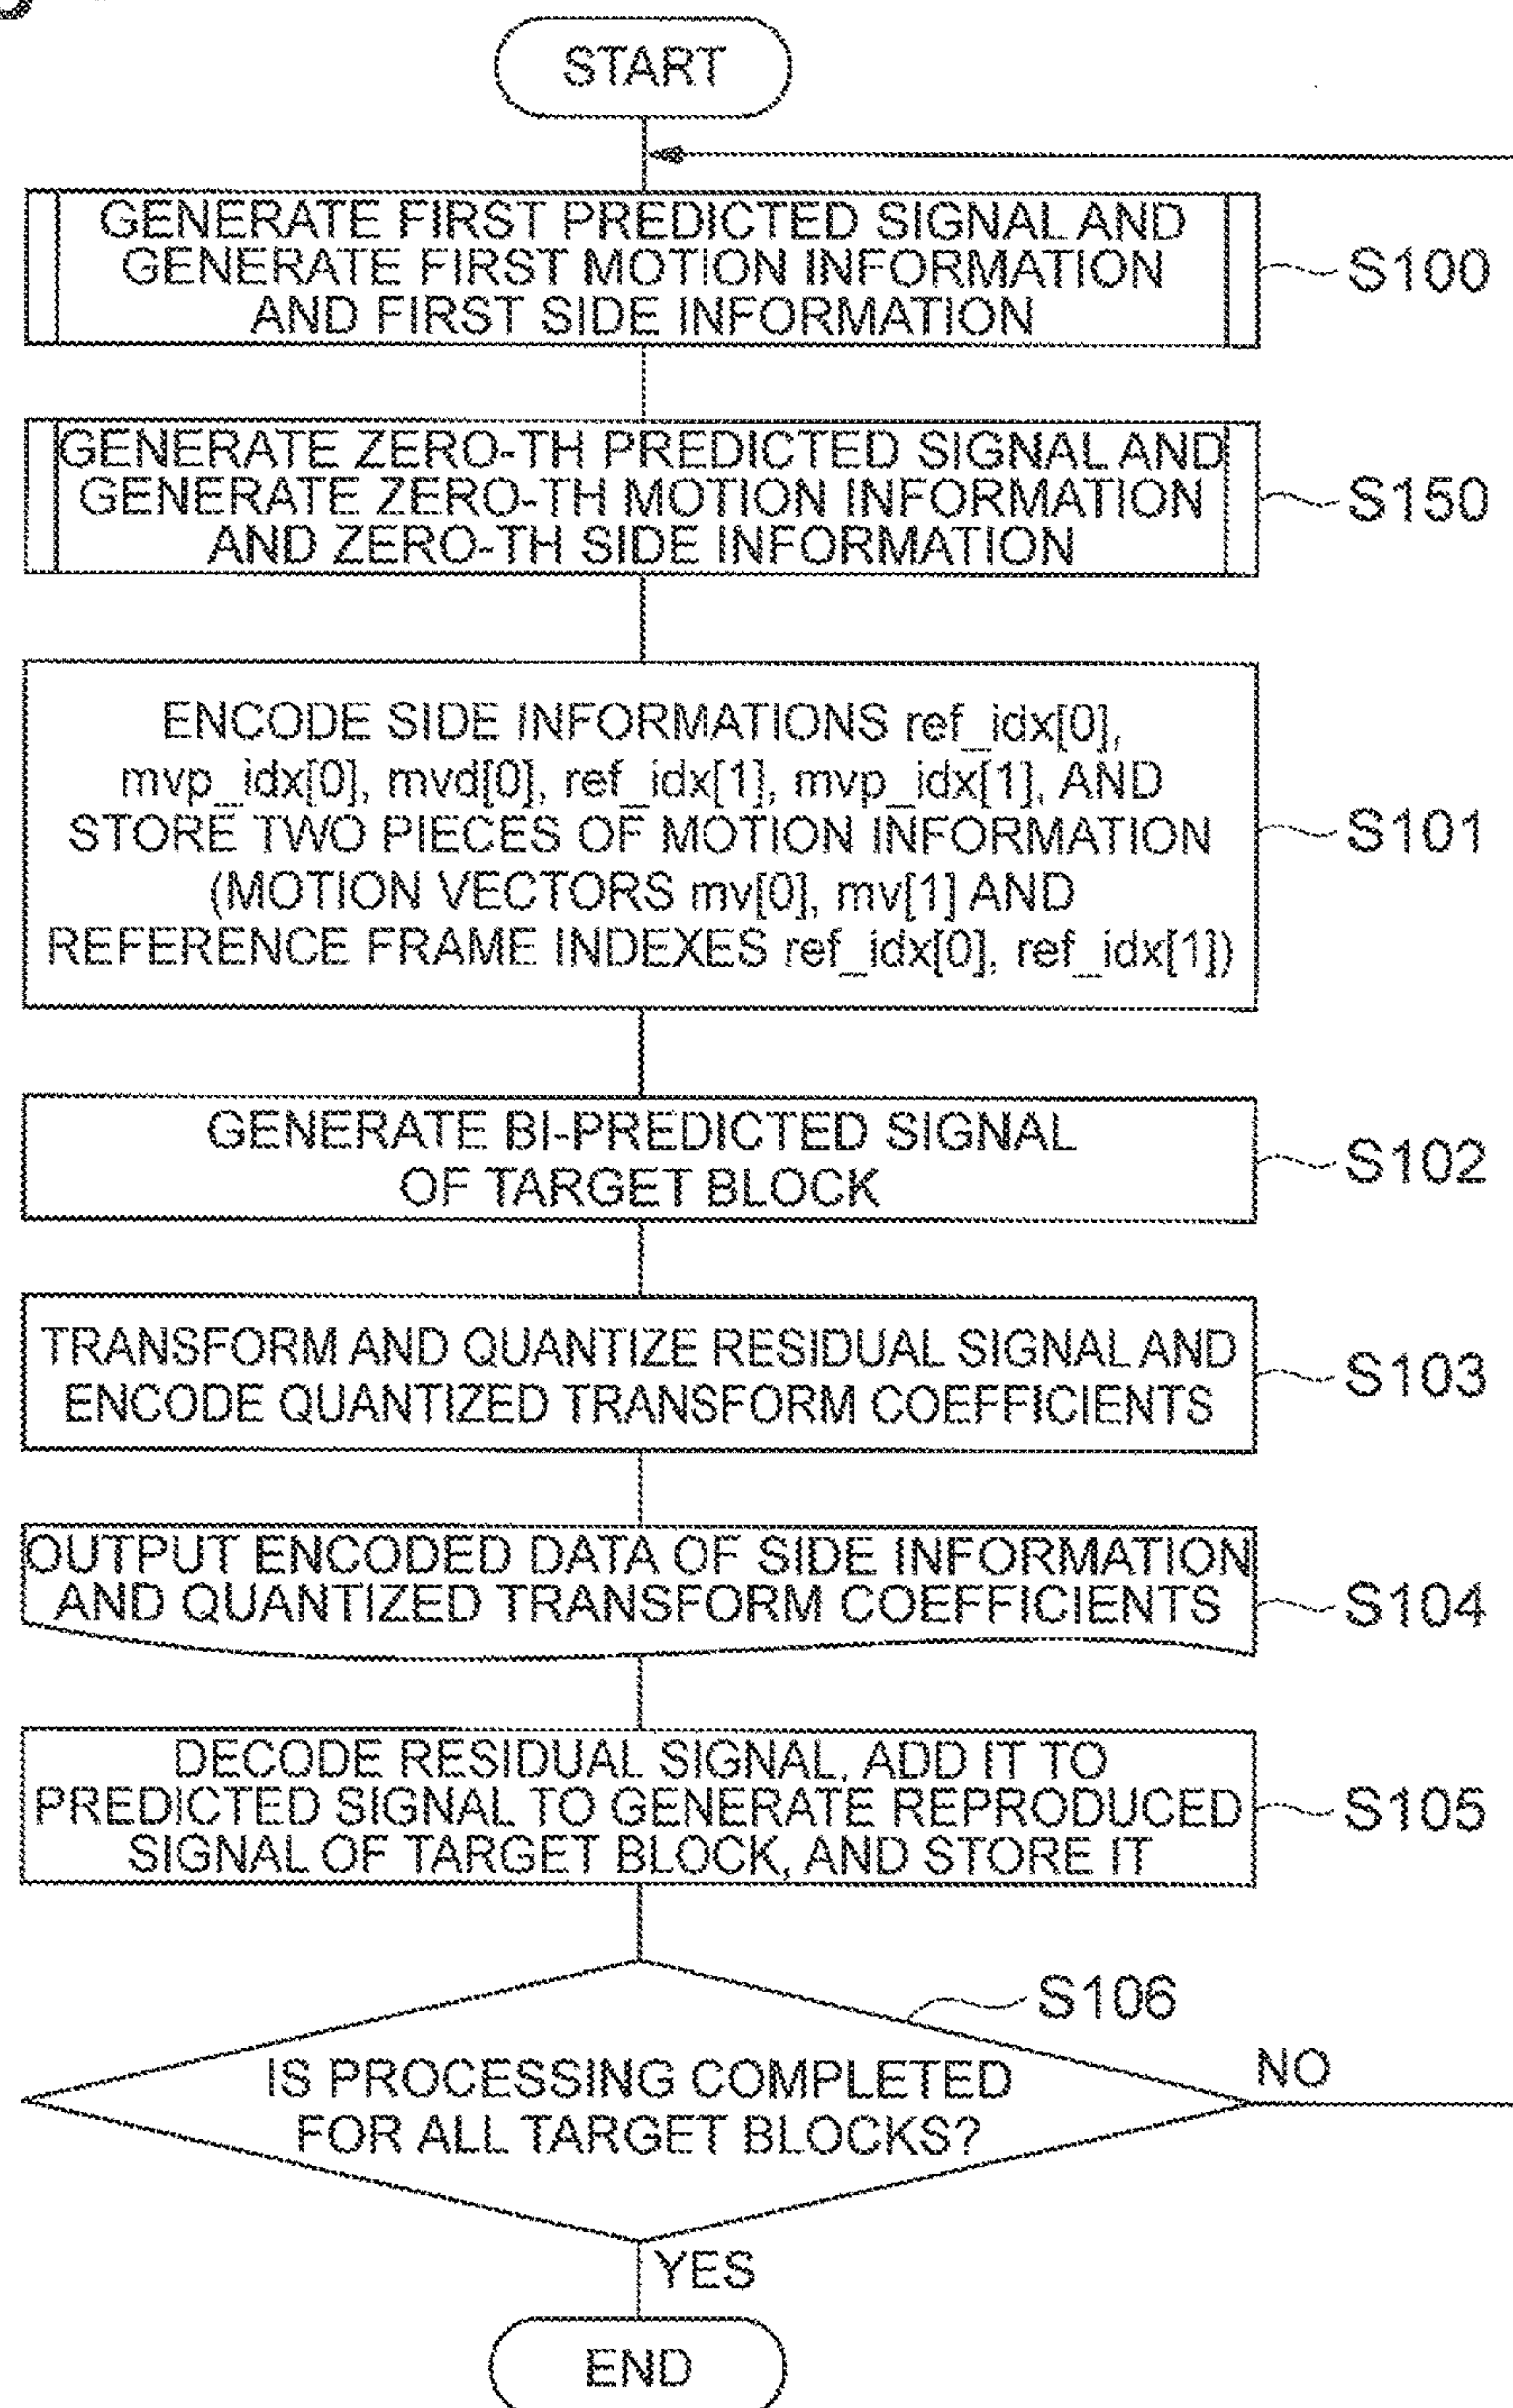 START
GENERATE FIRST PREDICTED SIGNAL AND
GENERATE FIRST MOTION INFORMATION
AND FIRST SIDE INFORMATION
S100
GENERATE ZERO-TH PREDICTED SIGNAL AND
GENERATE ZERO-TH MOTION INFORMATION
AND ZERO-TH SIDE INFORMATION
S150
ENCODE SIDE INFORMATIONS ref_idx[0],
mvp_idx[0], mvd[0], ref_idx[1], mvp_idx[1], AND
STORE TWO PIECES OF MOTION INFORMATION
(MOTION VECTORS mv[0], mv[1] AND
REFERENCE FRAME INDEXES ref_idx[0], ref_idx[1])
S101
GENERATE BI-PREDICTED SIGNAL
OF TARGET BLOCK
S102
TRANSFORM AND QUANTIZE RESIDUAL SIGNAL AND
ENCODE QUANTIZED TRANSFORM COEFFICIENTS
S103
OUTPUT ENCODED DATA OF SIDE INFORMATION
AND QUANTIZED TRANSFORM COEFFICIENTS
S104
DECODE RESIDUAL SIGNAL, ADD IT TO
PREDICTED SIGNAL TO GENERATE REPRODUCED
SIGNAL OF TARGET BLOCK, AND STORE IT
S105
S106
IS PROCESSING COMPLETED
FOR ALL TARGET BLOCKS?
NO
YES
END